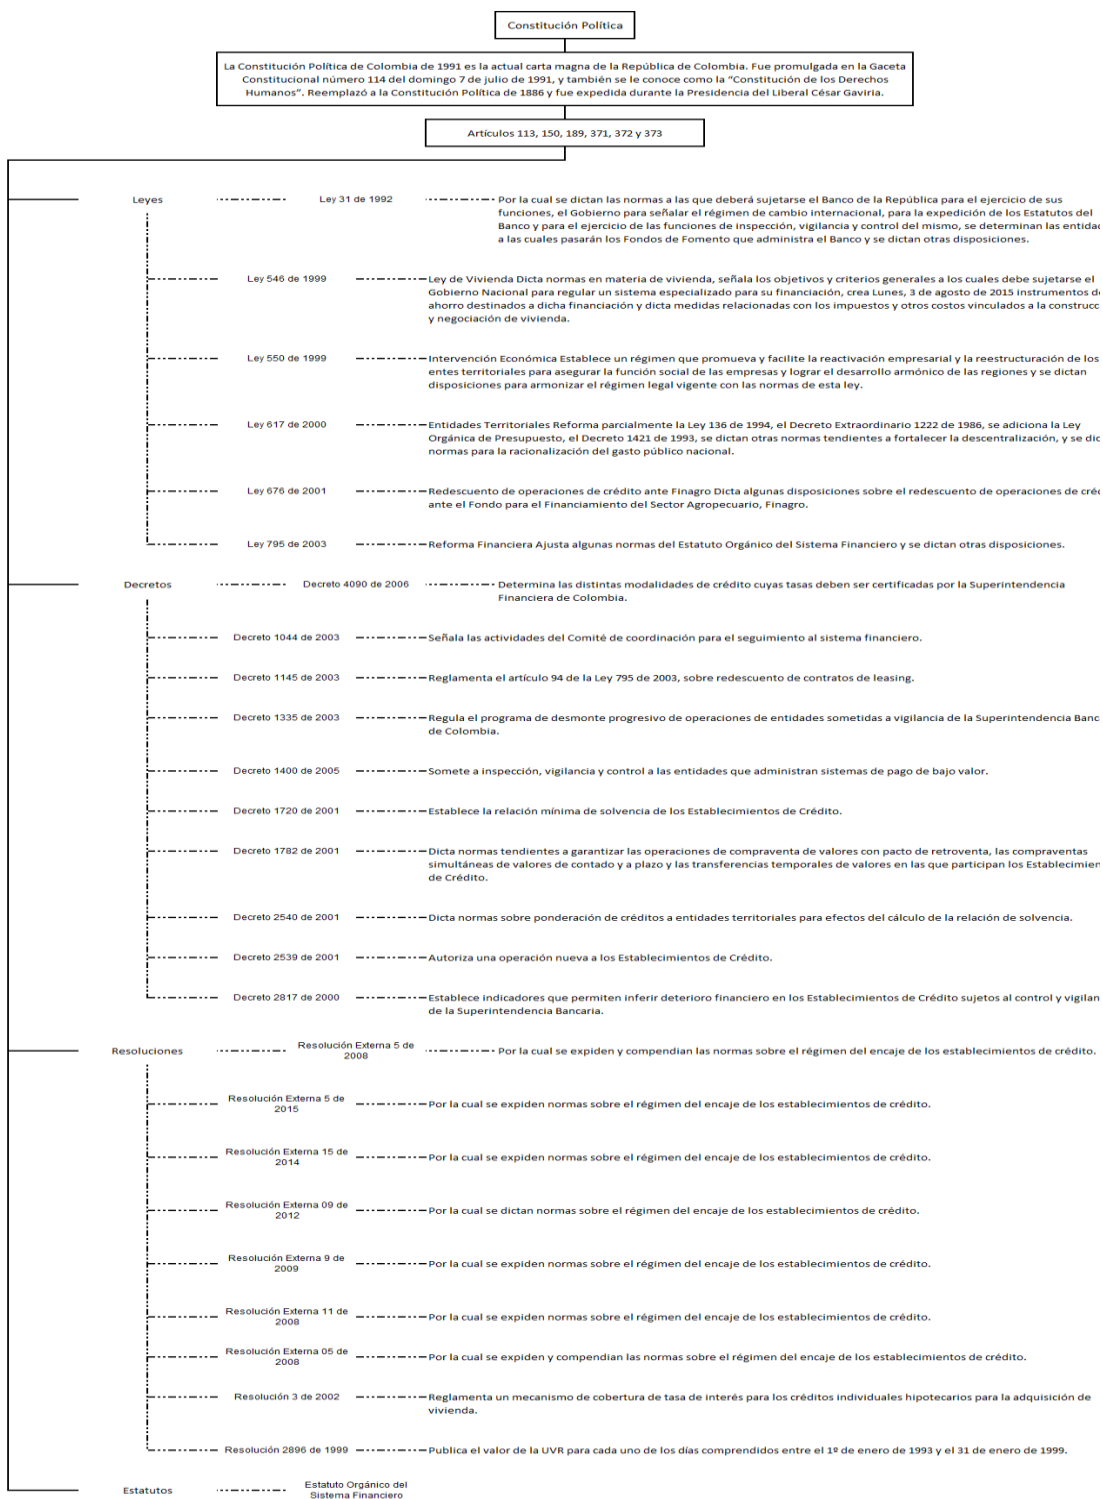 Constitución Política
La Constitución Política de Colombia de 1991 es la actual carta magna de la República de Colombia. Fue promulgada en la Gaceta
Constitucional número 114 del domingo 7 de julio de 1991, y también se le conoce como la "Constitución de los Derechos
Humanos". Reemplazó a la Constitución Política de 1886 y fue expedida durante la Presidencia del Liberal César Gaviria.
Artículos 113, 150, 189, 371, 372 y 373
Leyes
Ley 31 de 1992
Por la cual se dictan las normas a las que deberá sujetarse el Banco de la República para el ejercicio de sus
funciones, el Gobierno para señalar el régimen de cambio internacional, para la expedición de los Estatutos del
Banco y para el ejercicio de las funciones de inspección, vigilancia y control del mismo, se determinan las entidad
a las cuales pasarán los Fondos de Fomento que administra el Banco y se dictan otras disposiciones.
Ley 546 de 1999
Ley de Vivienda Dicta normas en materia de vivienda, señala los objetivos y criterios generales a los cuales debe sujetarse el
Gobierno Nacional para regular un sistema especializado para su financiación, crea Lunes, 3 de agosto de 2015 instrumentos de
ahorro destinados a dicha financiación y dicta medidas relacionadas con los impuestos y otros costos vinculados a la construcc
y negociación de vivienda.
Ley 550 de 1999
Intervención Económica Establece un régimen que promueva y facilite la reactivación empresarial y la reestructuración de los
entes territoriales para asegurar la función social de las empresas y lograr el desarrollo armónico de las regiones y se dictan
disposiciones para armonizar el régimen legal vigente con las normas de esta ley.
Ley 617 de 2000
Entidades Territoriales Reforma parcialmente la Ley 136 de 1994, el Decreto Extraordinario 1222 de 1986, se adiciona la Ley
Orgánica de Presupuesto, el Decreto 1421 de 1993, se dictan otras normas tendientes a fortalecer la descentralización, y se dic
normas para la racionalización del gasto público nacional.
Ley 676 de 2001
Redescuento de operaciones de crédito ante Finagro Dicta algunas disposiciones sobre el redescuento de operaciones de créd
ante el Fondo para el Financiamiento del Sector Agropecuario, Finagro.
Ley 795 de 2003
Reforma Financiera Ajusta algunas normas del Estatuto Orgánico del Sistema Financiero y se dictan otras disposiciones.
Decretos
Decreto 4090 de 2006
Determina las distintas modalidades de crédito cuyas tasas deben ser certificadas por la Superintendencia
Financiera de Colombia.
Decreto 1044 de 2003
Señala las actividades del Comité de coordinación para el seguimiento al sistema financiero.
Decreto 1145 de 2003
Reglamenta el artículo 94 de la Ley 795 de 2003, sobre redescuento de contratos de leasing.
Decreto 1335 de 2003
Regula el programa de desmonte progresivo de operaciones de entidades sometidas a vigilancia de la Superintendencia Banc
de Colombia.
Decreto 1400 de 2005
Somete a inspección, vigilancia y control a las entidades que administran sistemas de pago de bajo valor.
Decreto 1720 de 2001
Establece la relación mínima de solvencia de los Establecimientos de Crédito.
Decreto 1782 de 2001
Dicta normas tendientes a garantizar las operaciones de compraventa de valores con pacto de retroventa, las compraventas
simultáneas de valores de contado y a plazo y las transferencias temporales de valores en las que participan los Establecimien
de Crédito.
Decreto 2540 de 2001
Dicta normas sobre ponderación de créditos a entidades territoriales para efectos del cálculo de la relación de solvencia.
Decreto 2539 de 2001
Autoriza una operación nueva a los Establecimientos de Crédito.
Decreto 2817 de 2000
Establece indicadores que permiten inferir deterioro financiero en los Establecimientos de Crédito sujetos al control y vigilan
de la Superintendencia Bancaria.
Resoluciones
Resolución Externa 5 de
2008
Por la cual se expiden y compendian las normas sobre el régimen del encaje de los establecimientos de crédito.
Resolución Externa 5 de
2015
Por la cual se expiden normas sobre el régimen del encaje de los establecimientos de crédito.
Resolución Externa 15 de
2014
Por la cual se expiden normas sobre el régimen del encaje de los establecimientos de crédito.
Resolución Externa 09 de
2012
Por la cual se dictan normas sobre el régimen del encaje de los establecimientos de crédito.
Resolución Externa 9 de
2009
Por la cual se expiden normas sobre el régimen del encaje de los establecimientos de crédito.
Resolución Externa 11 de
2008
Por la cual se expiden normas sobre el régimen del encaje de los establecimientos de crédito.
Resolución Externa 05 de
2008
Por la cual se expiden y compendian las normas sobre el régimen del encaje de los establecimientos de crédito.
Resolución 3 de 2002
Reglamenta un mecanismo de cobertura de tasa de interés para los créditos individuales hipotecarios para la adquisición de
vivienda.
Resolución 2896 de 1999
Publica el valor de la UVR para cada uno de los días comprendidos entre el 1º de enero de 1993 y el 31 de enero de 1999.
Estatutos
Estatuto Orgánico del
Sistema Financiero